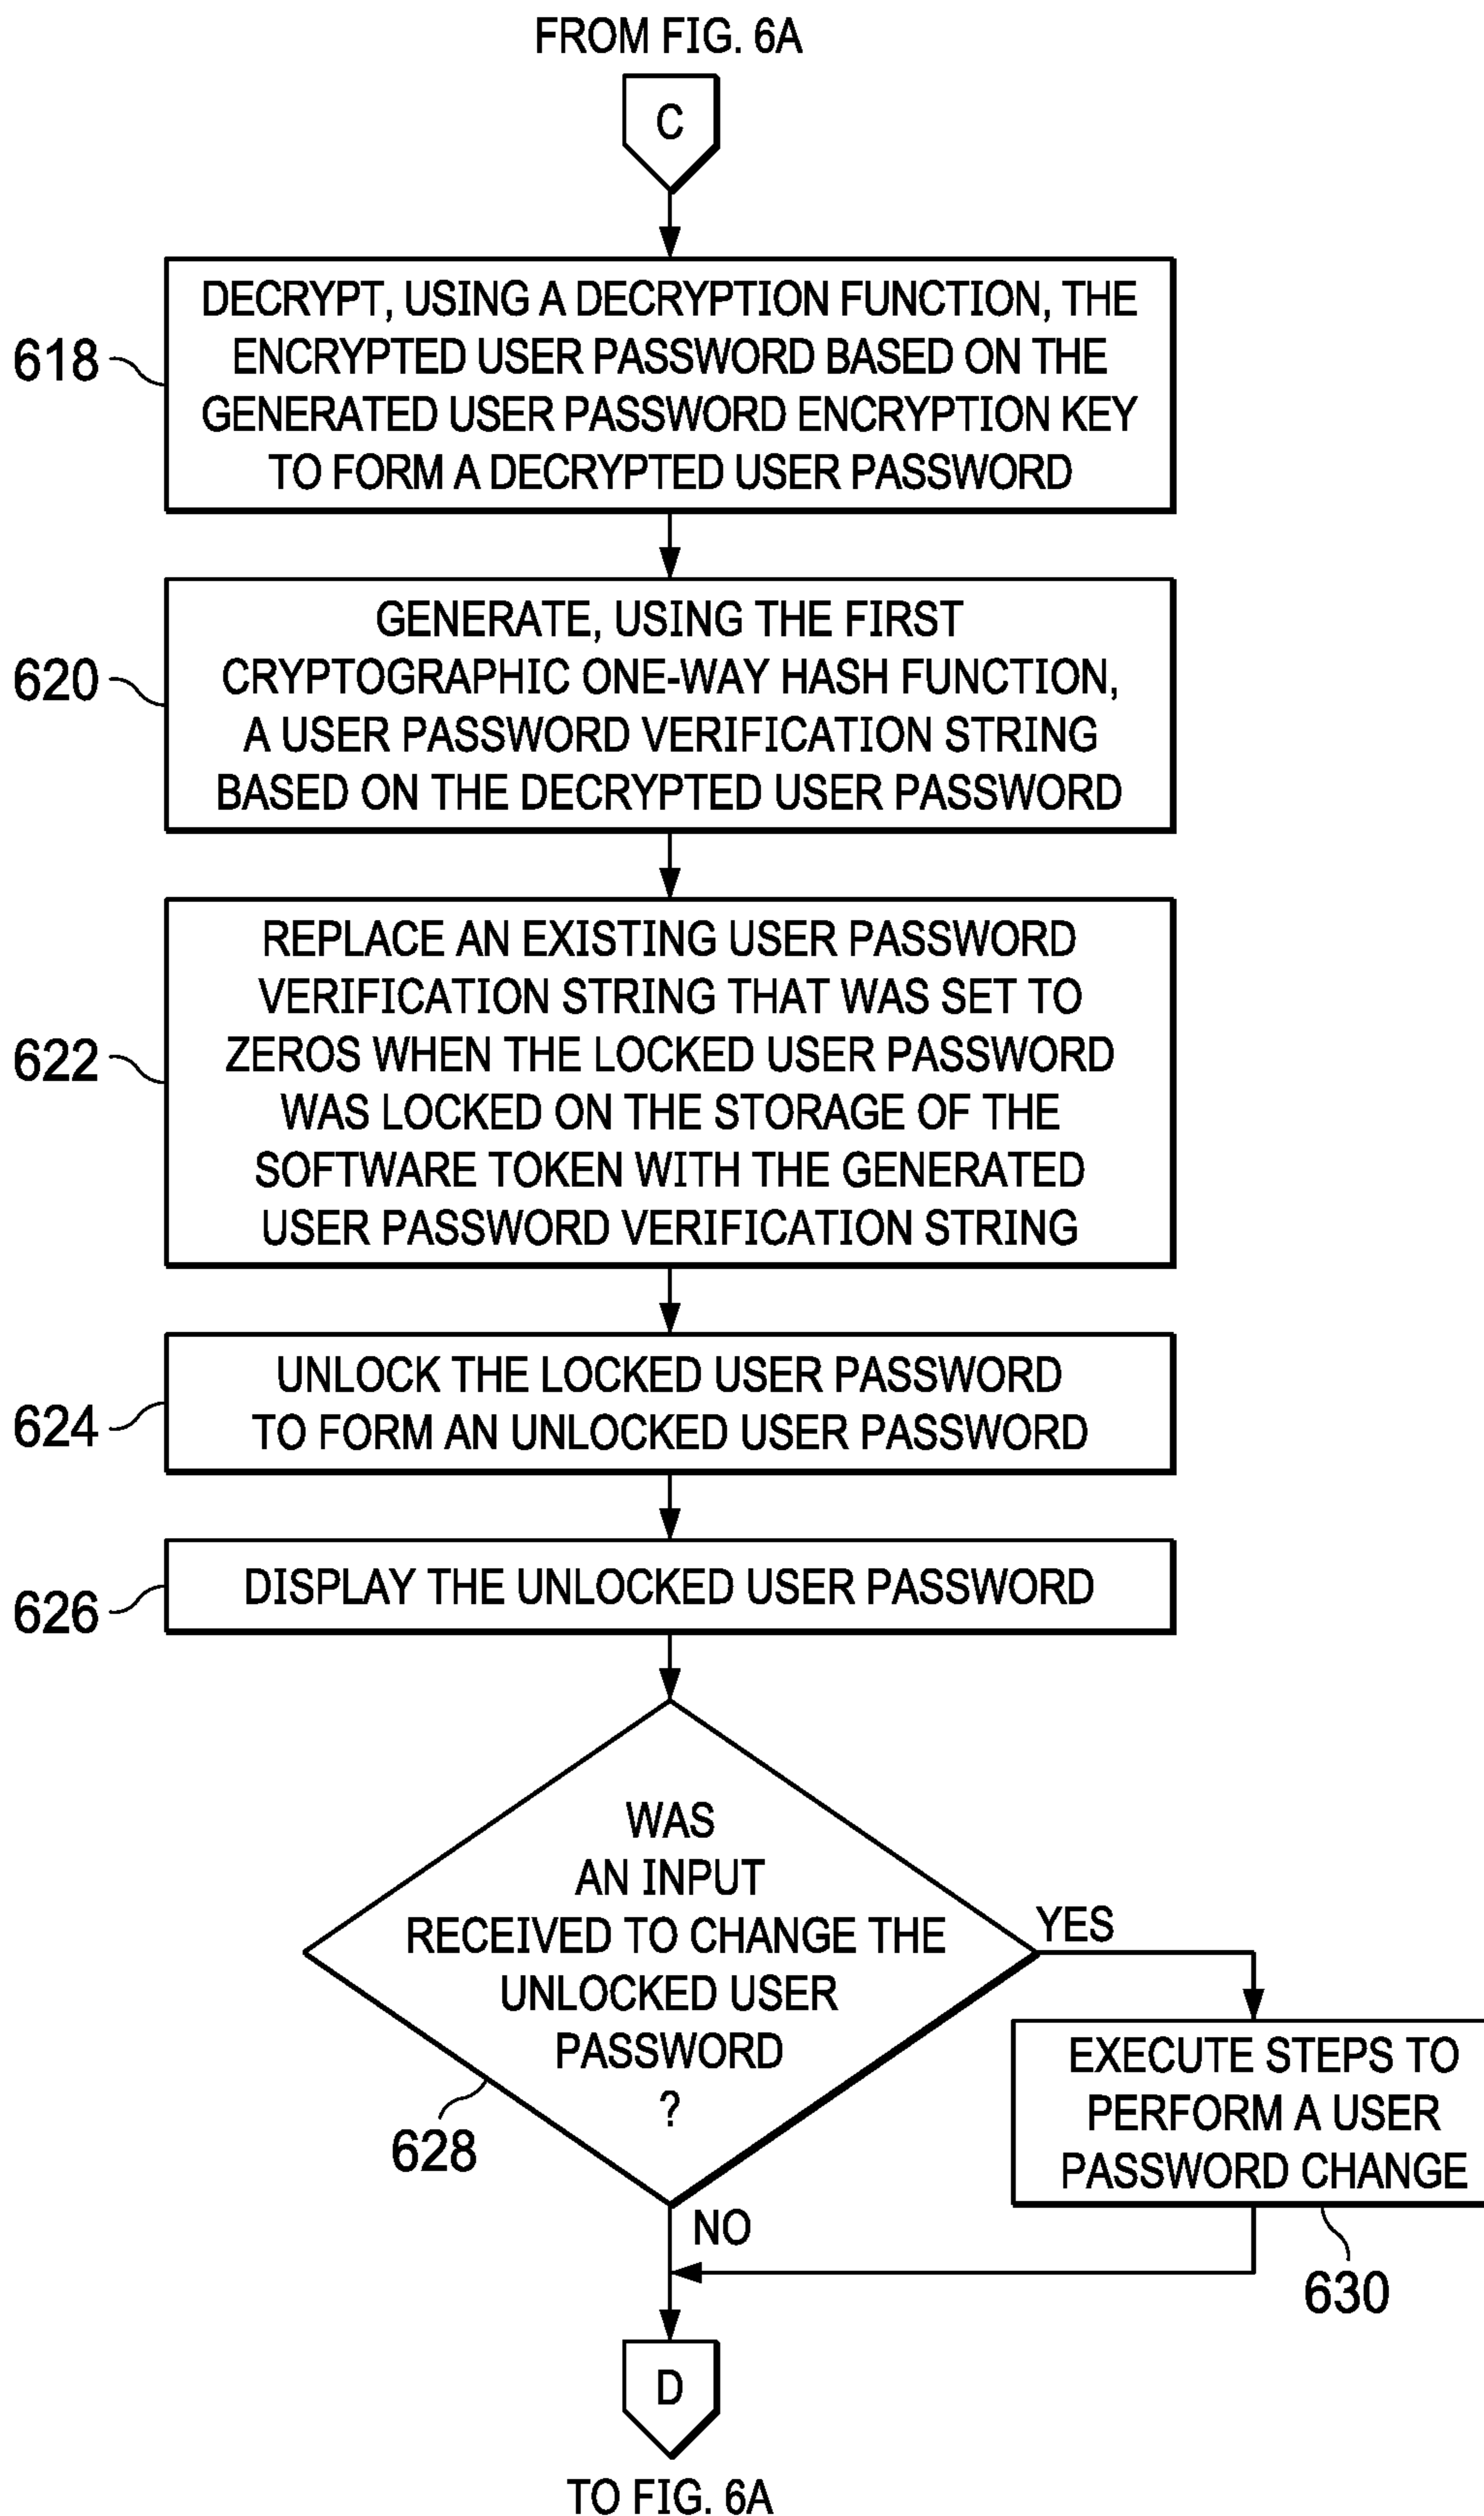 FROM FIG. 6A
C
618
DECRYPT, USING A DECRYPTION FUNCTION, THE
ENCRYPTED USER PASSWORD BASED ON THE
GENERATED USER PASSWORD ENCRYPTION KEY
TO FORM A DECRYPTED USER PASSWORD
620
GENERATE, USING THE FIRST
CRYPTOGRAPHIC ONE-WAY HASH FUNCTION,
A USER PASSWORD VERIFICATION STRING
BASED ON THE DECRYPTED USER PASSWORD
622
REPLACE AN EXISTING USER PASSWORD
VERIFICATION STRING THAT WAS SET TO
ZEROS WHEN THE LOCKED USER PASSWORD
WAS LOCKED ON THE STORAGE OF THE
SOFTWARE TOKEN WITH THE GENERATED
USER PASSWORD VERIFICATION STRING
624
UNLOCK THE LOCKED USER PASSWORD
TO FORM AN UNLOCKED USER PASSWORD
626
DISPLAY THE UNLOCKED USER PASSWORD
WAS
AN INPUT
RECEIVED TO CHANGE THE
UNLOCKED USER
PASSWORD
?
628
YES
EXECUTE STEPS TO
PERFORM A USER
PASSWORD CHANGE
630
NO
D
TO FIG. 6A